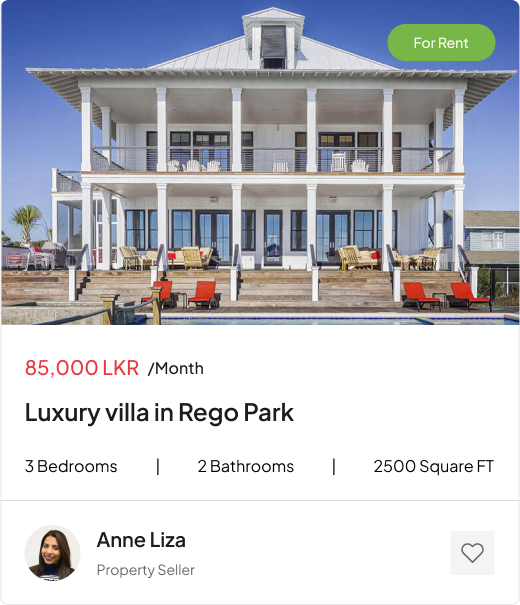 For Rent
85,000 LKR /Month
Luxury villa in Rego Park
3 Bedrooms | 2 Bathrooms | 2500 Square FT
Anne Liza
Property Seller